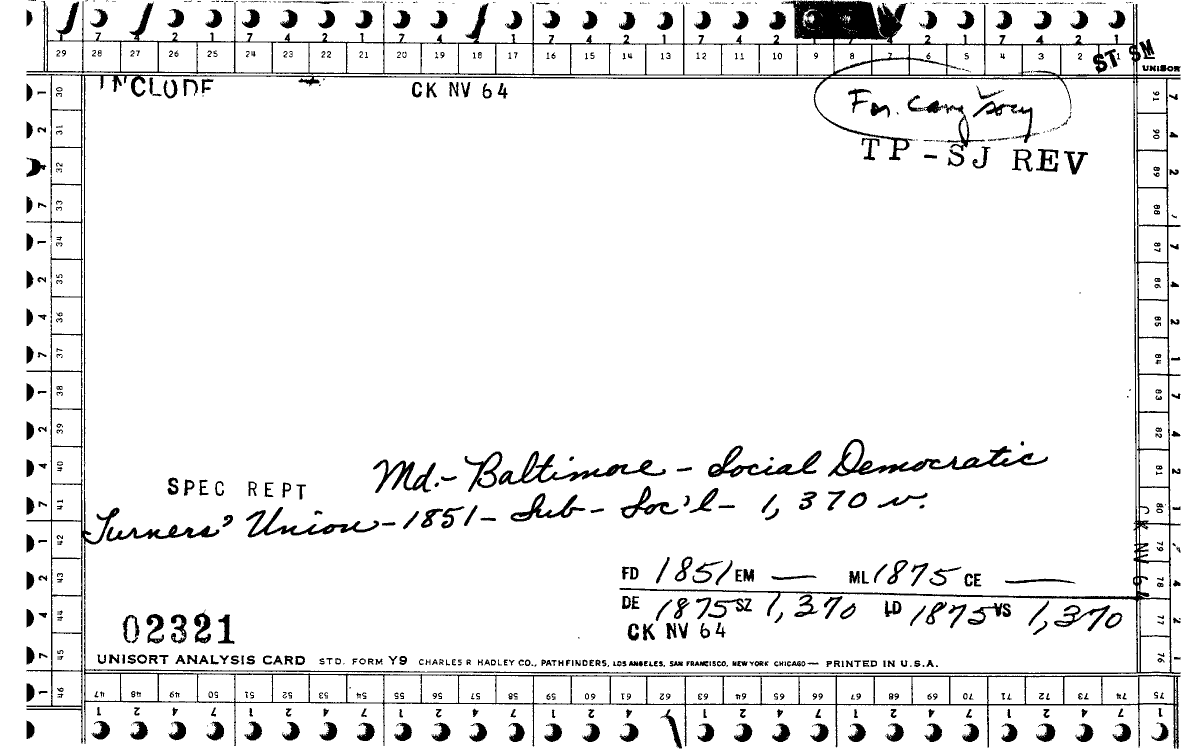 7 4 2 1 7 4 2 1 7 4 2 1 7 4 2 1 7 4 2 1 7 2 1 7 4 2 1
29 28 27 26 25 24 23 22 21 20 19 18 17 16 15 14 13 12 11 10 9 8 7 6 5 4 3 2 1
ST SM
UNISORT
INCLUDE CK NV 64
For. Cong
TP-SJ REV
30 31 32 33 34 35 36 37 38 39 40 41 42 43 44 45 46
91 90 89 88 87 86 85 84 83 82 81 80 79 78 77 76 75
Md.- Baltimore - Social Democratic
SPEC REPT
Turners' Union - 1851 - Sub - Soc'l - 1,370 v.
CK NV 64
FD 1851 EM — ML 1875 CE —
DE 1875 SZ 1,370 LD 1875 VS 1,370
CK NV 64
02321
UNISORT ANALYSIS CARD STD. FORM Y9 CHARLES R HADLEY CO., PATHFINDERS, LOS ANGELES, SAN FRANCISCO, NEW YORK CHICAGO — PRINTED IN U.S.A.
47 48 49 50 51 52 53 54 55 56 57 58 59 60 61 62 63 64 65 66 67 68 69 70 71 72 73 74
1 2 4 7 1 2 4 7 1 2 4 7 1 2 4 7 1 2 4 7 1 2 4 7 1 2 4 7 1